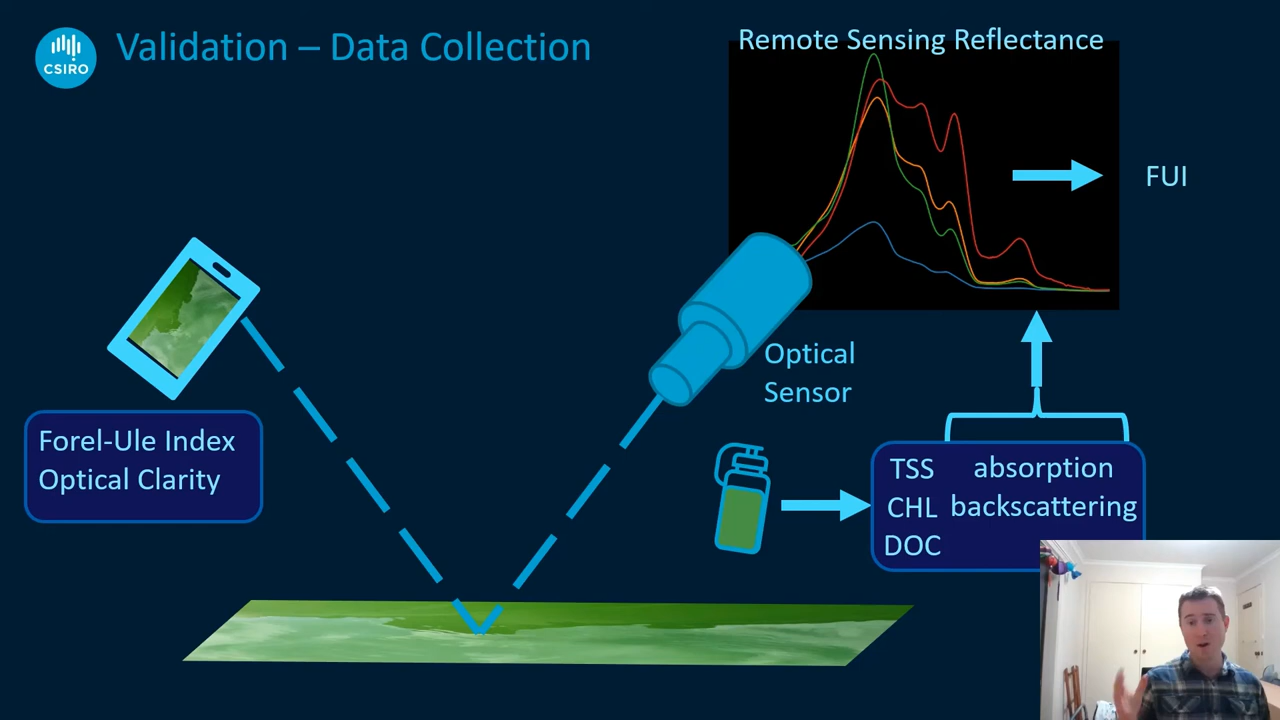 CSIRO
Validation – Data Collection
Remote Sensing Reflectance
FUI
Optical
Sensor
Forel-Ule Index
Optical Clarity
TSS absorption
CHL backscattering
DOC